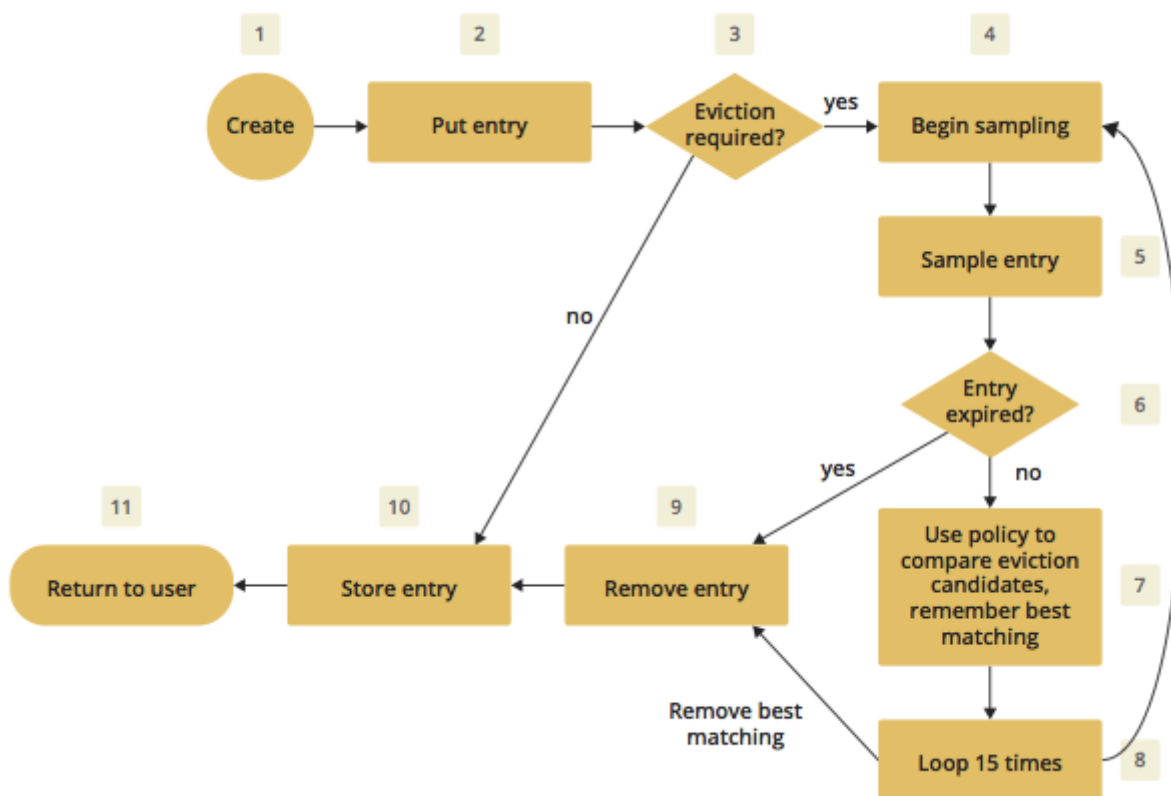 1
2
3
4
Create
Put entry
Eviction
required?
yes
Begin sampling
Sample entry
5
no
Entry
expired?
6
yes
no
11
10
9
Return to user
Store entry
Remove entry
Use policy to
compare eviction
candidates,
remember best
matching
7
Remove best
matching
Loop 15 times
8